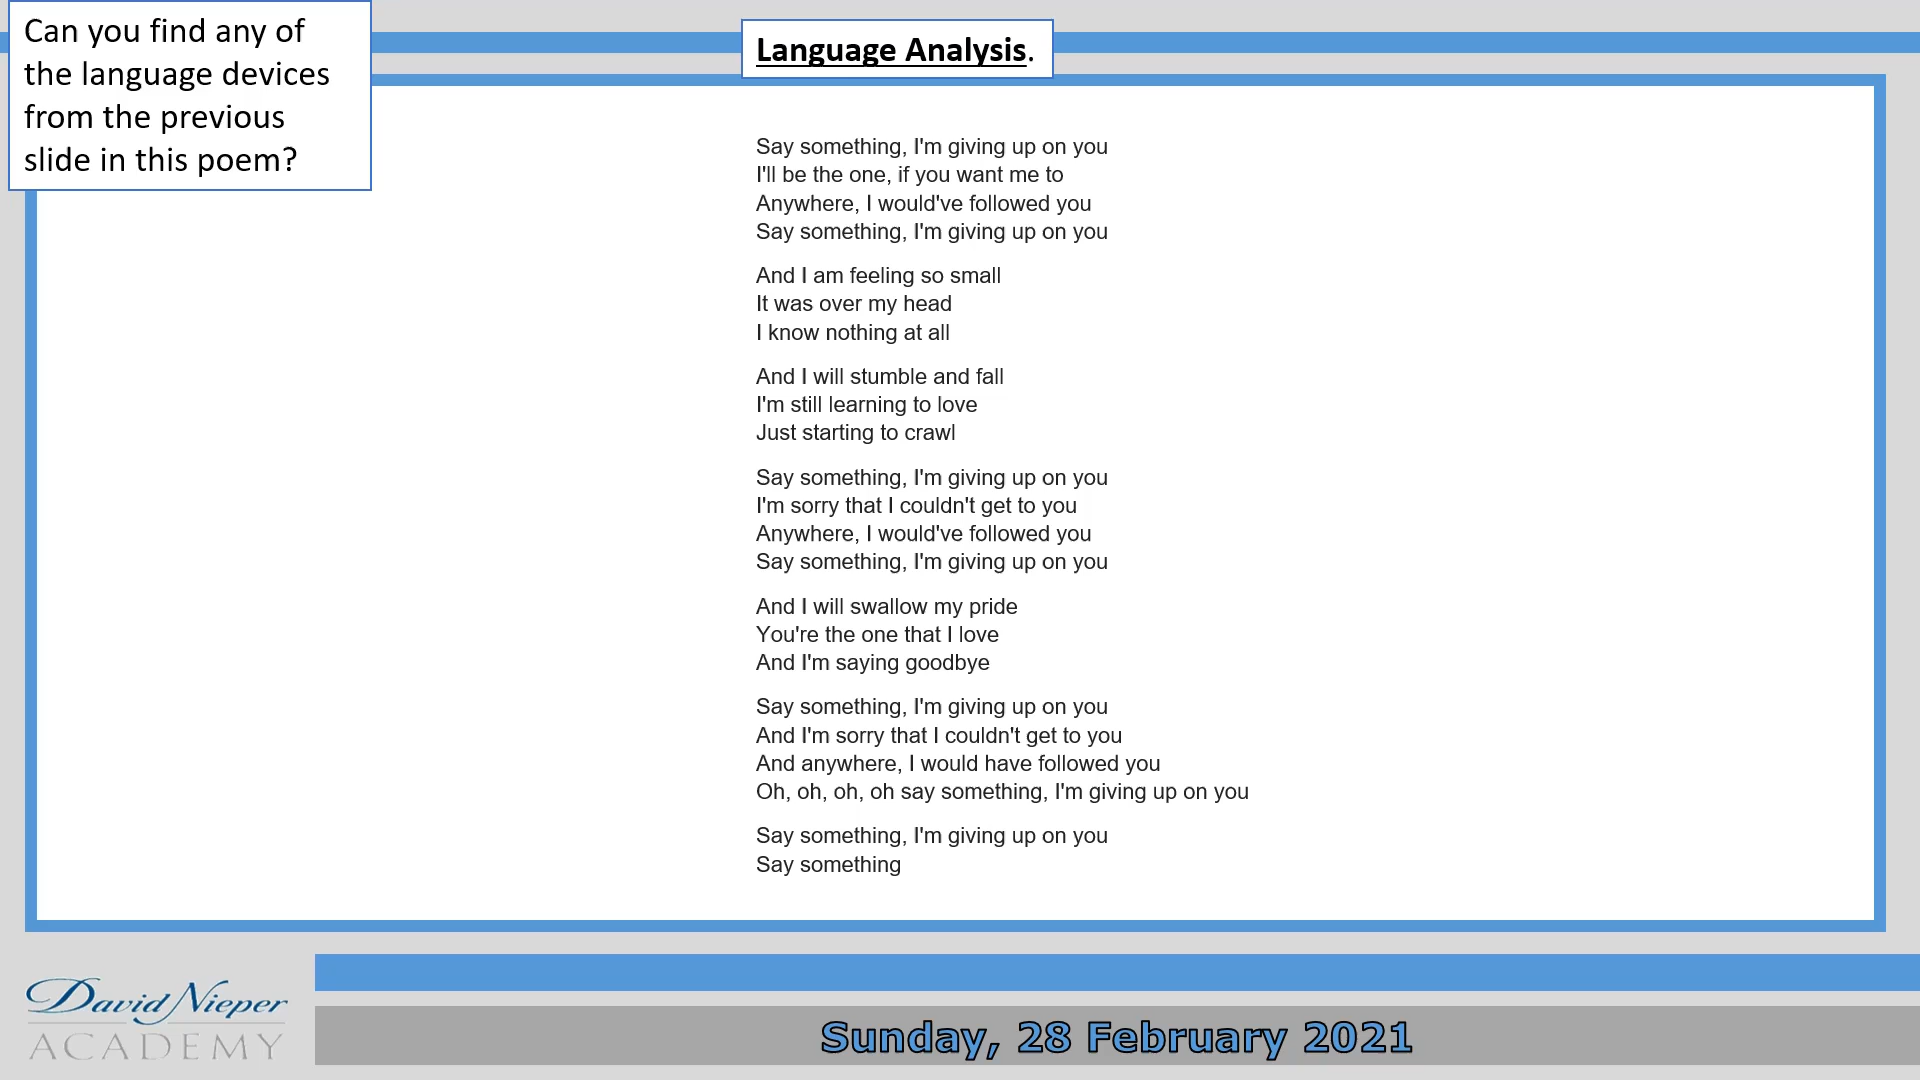 Can you find any of
the language devices
from the previous
slide in this poem?
Language Analysis.
Say something, I'm giving up on you
I'll be the one, if you want me to
Anywhere, I would've followed you
Say something, I'm giving up on you
And I am feeling so small
It was over my head
I know nothing at all
And I will stumble and fall
I'm still learning to love
Just starting to crawl
Say something, I'm giving up on you
I'm sorry that I couldn't get to you
Anywhere, I would've followed you
Say something, I'm giving up on you
And I will swallow my pride
You're the one that I love
And I'm saying goodbye
Say something, I'm giving up on you
And I'm sorry that I couldn't get to you
And anywhere, I would have followed you
Oh, oh, oh, oh say something, I'm giving up on you
Say something, I'm giving up on you
Say something
David Nieper
ACADEMY
Sunday, 28 February 2021